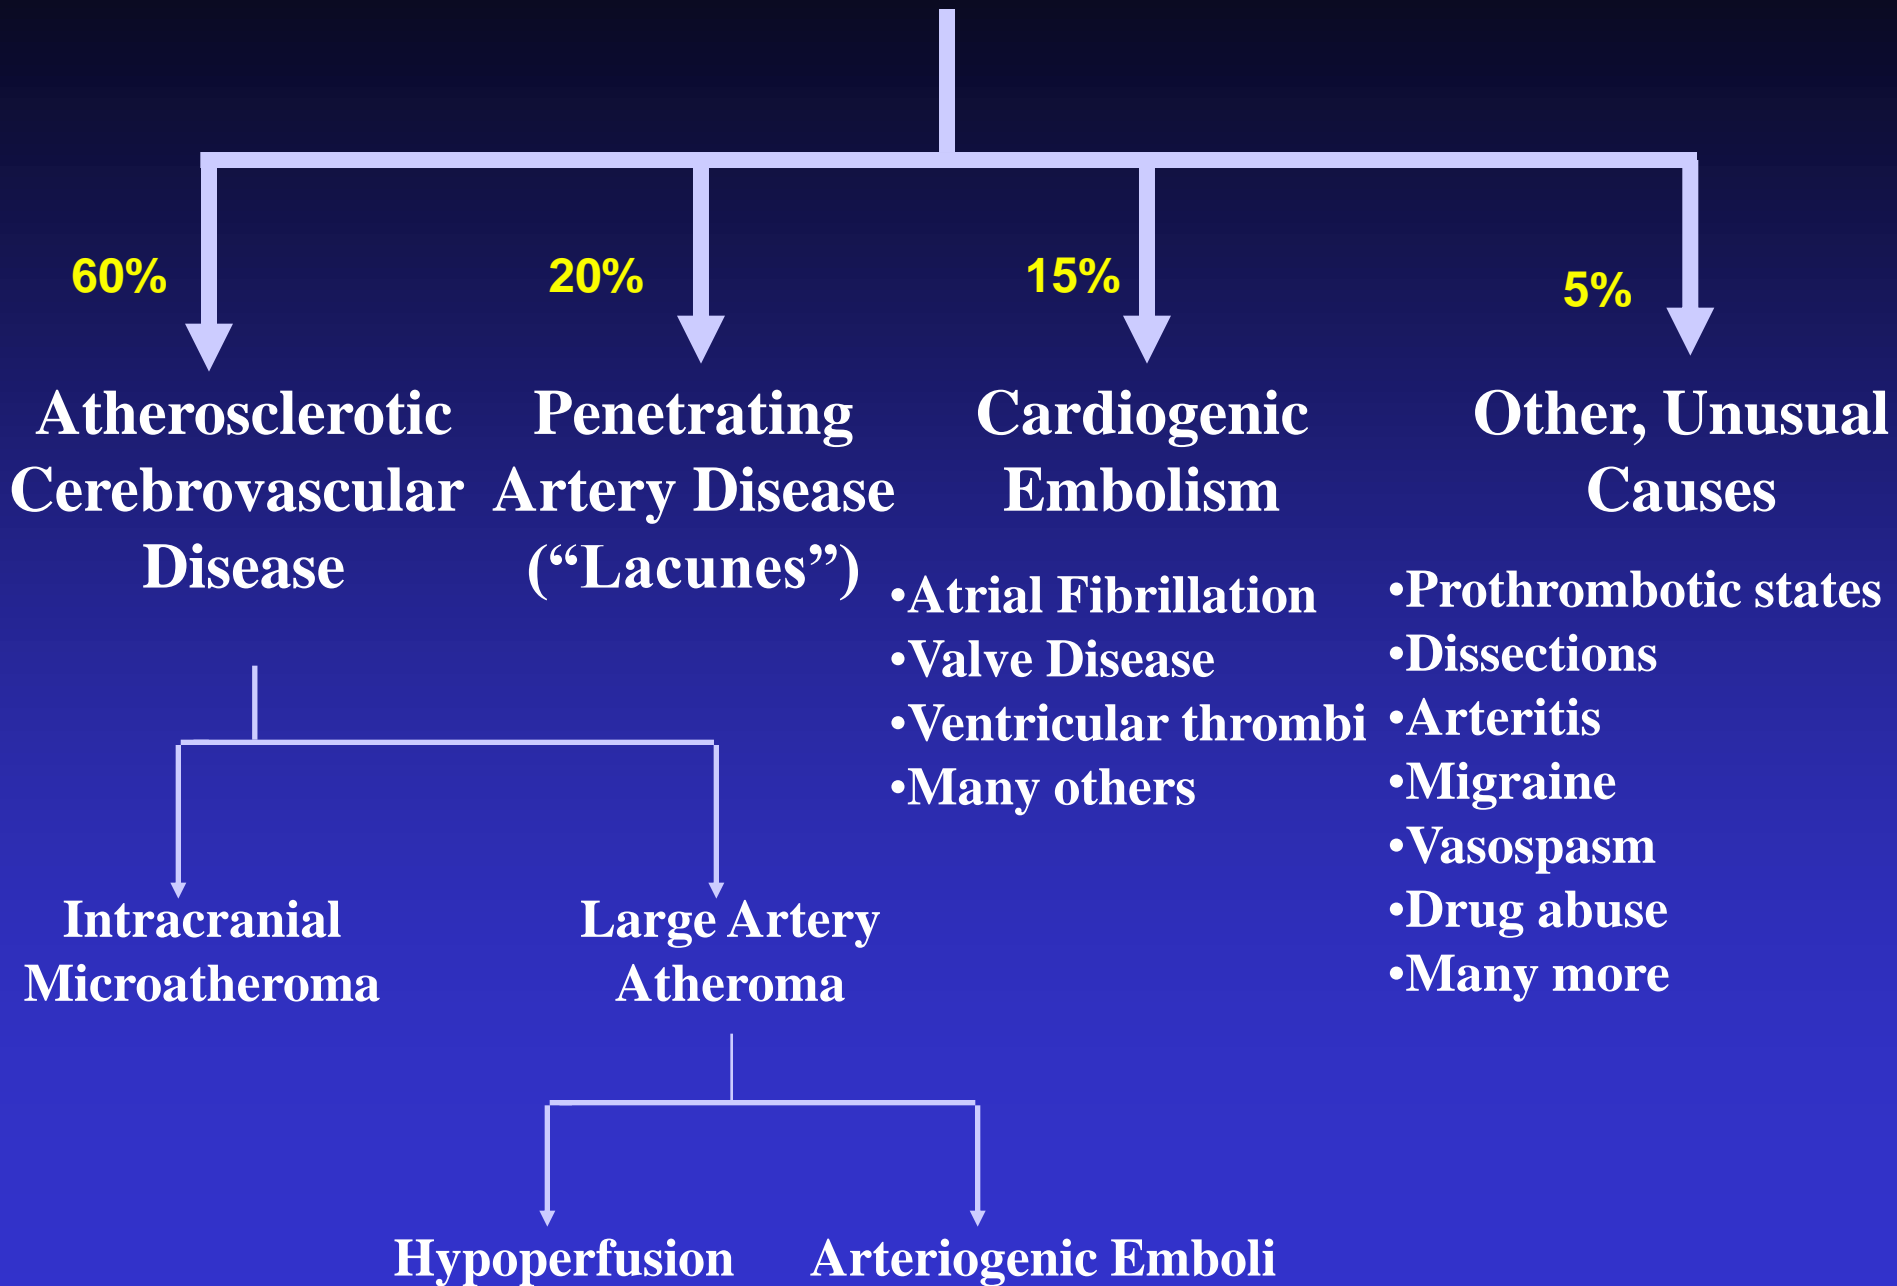 60%
20%
15%
5%
Atherosclerotic
Cerebrovascular
Disease
Penetrating
Artery Disease
(“Lacunes”)
Cardiogenic
Embolism
•Atrial Fibrillation
•Valve Disease
•Ventricular thrombi
•Many others
Other, Unusual
Causes
•Prothrombotic states
•Dissections
•Arteritis
•Migraine
•Vasospasm
•Drug abuse
•Many more
Intracranial
Microatheroma
Large Artery
Atheroma
Hypoperfusion
Arteriogenic Emboli